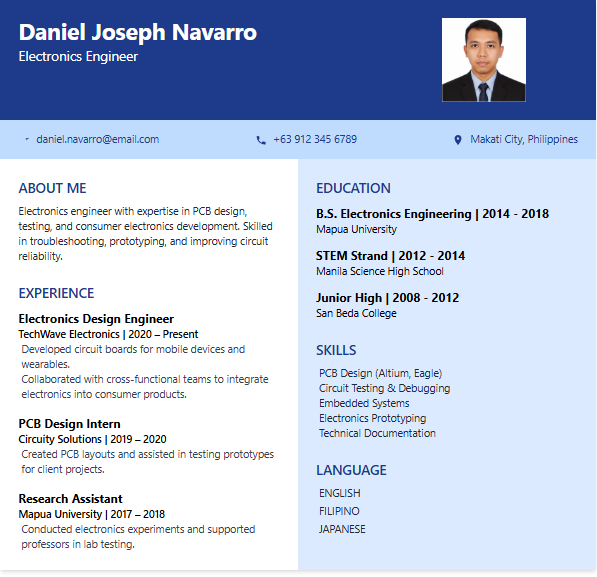 Daniel Joseph Navarro
Electronics Engineer
daniel.navarro@email.com
+63 912 345 6789
Makati City, Philippines
ABOUT ME
Electronics engineer with expertise in PCB design,
testing, and consumer electronics development. Skilled
in troubleshooting, prototyping, and improving circuit
reliability.
EXPERIENCE
Electronics Design Engineer
TechWave Electronics | 2020 – Present
Developed circuit boards for mobile devices and
wearables.
Collaborated with cross-functional teams to integrate
electronics into consumer products.
PCB Design Intern
Circuity Solutions | 2019 – 2020
Created PCB layouts and assisted in testing prototypes
for client projects.
Research Assistant
Mapua University | 2017 – 2018
Conducted electronics experiments and supported
professors in lab testing.
EDUCATION
B.S. Electronics Engineering | 2014 - 2018
Mapua University
STEM Strand | 2012 - 2014
Manila Science High School
Junior High | 2008 - 2012
San Beda College
SKILLS
PCB Design (Altium, Eagle)
Circuit Testing & Debugging
Embedded Systems
Electronics Prototyping
Technical Documentation
LANGUAGE
ENGLISH
FILIPINO
JAPANESE